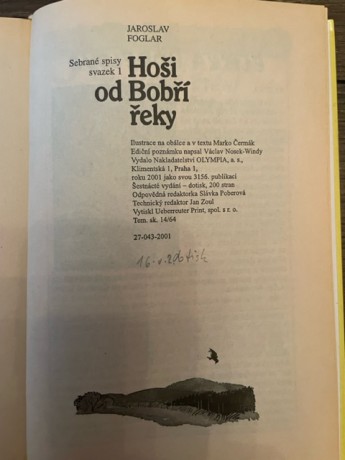 JAROSLAV
FOGLAR
Sebrané spisy
svazek 1
Hoši
od Bobří
řeky
Ilustrace na obálce a v textu Marko Čermák
Ediční poznámku napsal Václav Nosek-Windy
Vydalo Nakladatelství OLYMPIA, a. s.,
Klimentská 1, Praha 1,
roku 2001 jako svou 3156. publikaci
Šestnácté vydání – dotisk, 200 stran
Odpovědná redaktorka Slávka Poberová
Technický redaktor Jan Zoul
Vytiskl Ueberreuter Print, spol. s r. o.
Tem. sk. 14/64
27-043-2001
dotisk